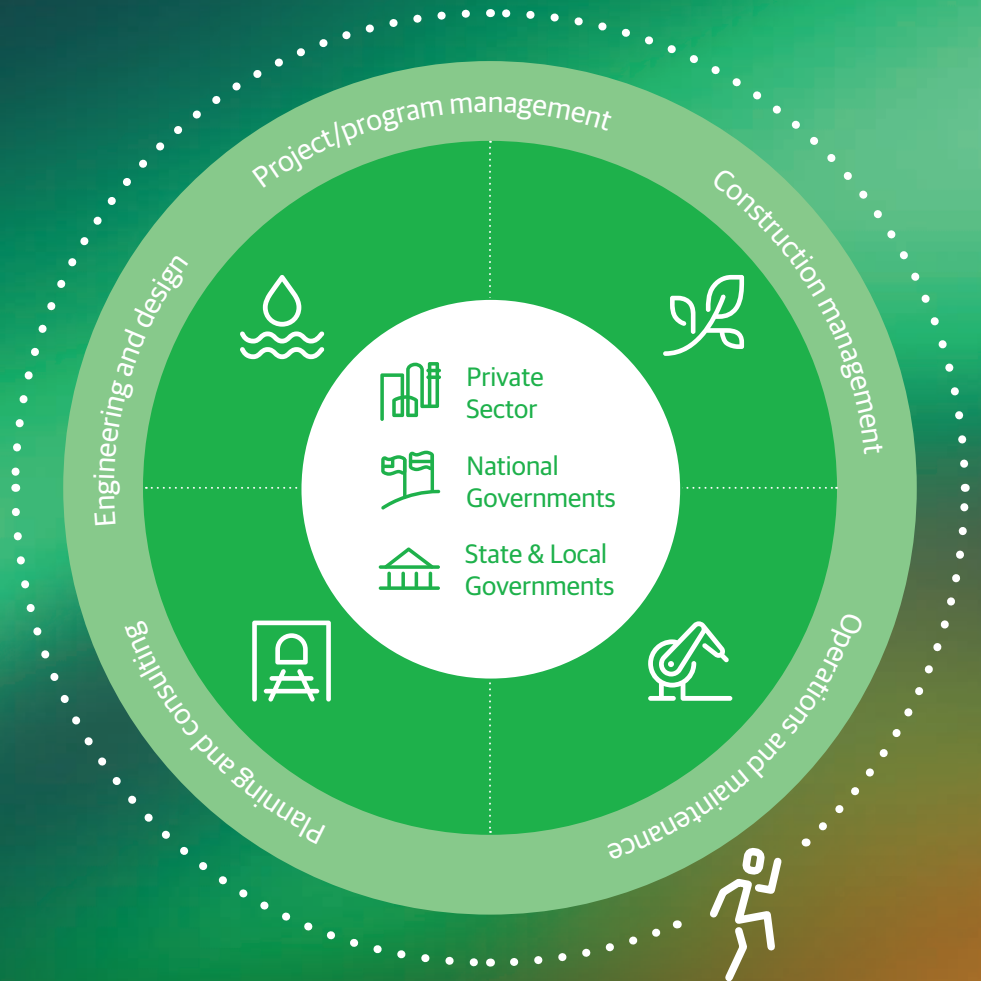 Project/program management
Construction management
Engineering and design
Private
Sector
National
Governments
State & Local
Governments
Planning and consulting
Operations and maintenance